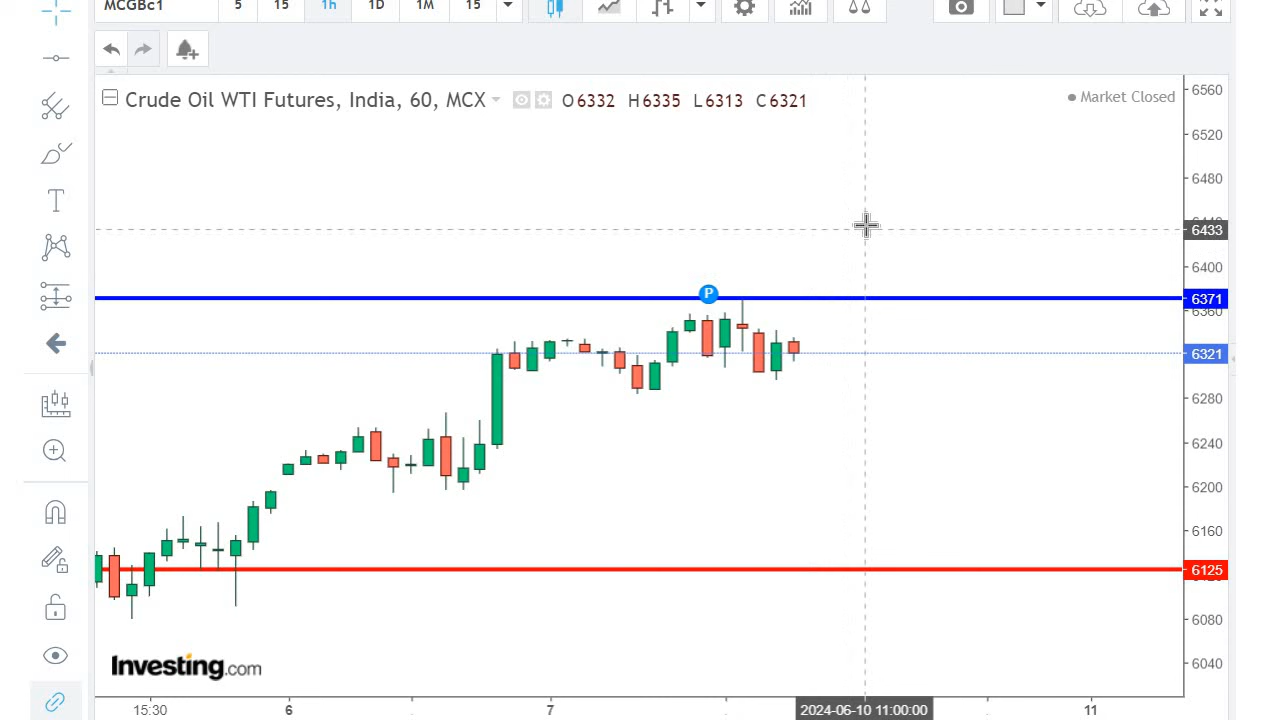 MCGBc1 5 15 1h 1D 1M 15
Crude Oil WTI Futures, India, 60, MCX O6332 H6335 L6313 C6321
Market Closed
6560
6520
6480
6433
6400
6371
P
6360
6321
6280
6240
6200
6160
6125
6080
6040
Investing.com
15:30 6 7 2024-06-10 11:00:00 11
T